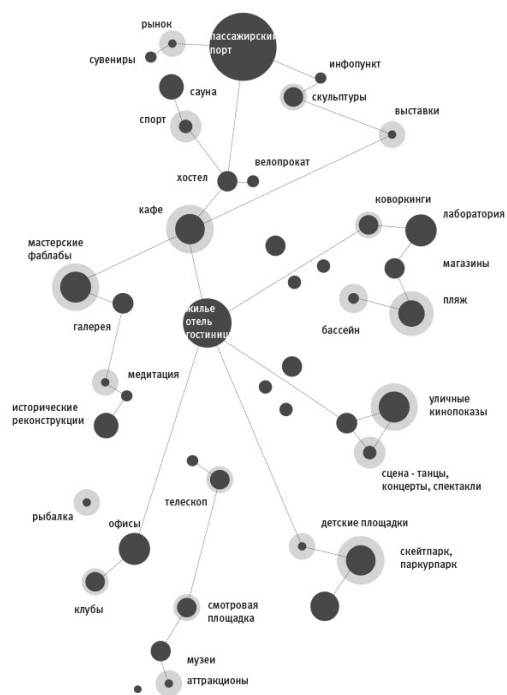 рынок
пассажирский
порт
сувениры
инфопункт
сауна
скульптуры
выставки
спорт
велопрокат
хостел
кафе
коворкинги
лаборатория
мастерские
фаблабы
магазины
пляж
жилье
отель
гостиниц
галерея
бассейн
медитация
исторические
реконструкции
уличные
кинопоказы
сцена - танцы,
концерты, спектакли
телескоп
рыбалка
офисы
детские площадки
скейтпарк,
паркурпарк
клубы
смотровая
площадка
музеи
аттракционы